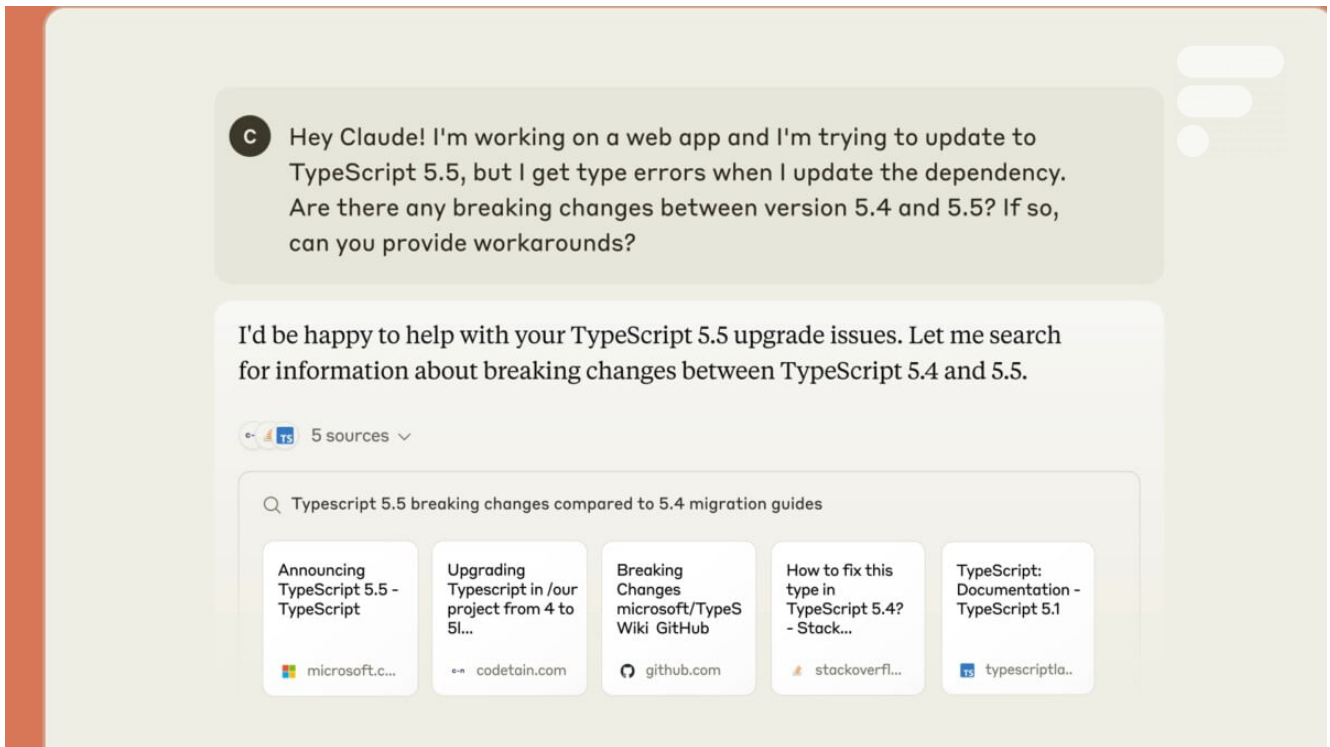 C
Hey Claude! I'm working on a web app and I'm trying to update to
TypeScript 5.5, but I get type errors when I update the dependency.
Are there any breaking changes between version 5.4 and 5.5? If so,
can you provide workarounds?
I'd be happy to help with your TypeScript 5.5 upgrade issues. Let me search
for information about breaking changes between TypeScript 5.4 and 5.5.
c- TS 5 sources
Typescript 5.5 breaking changes compared to 5.4 migration guides
Announcing
TypeScript 5.5 -
TypeScript
microsoft.c...
Upgrading
Typescript in /our
project from 4 to
5l...
c-n codetain.com
Breaking
Changes
microsoft/TypeS
Wiki GitHub
github.com
How to fix this
type in
TypeScript 5.4?
- Stack...
stackoverfl...
TypeScript:
Documentation -
TypeScript 5.1
TS typescriptla..